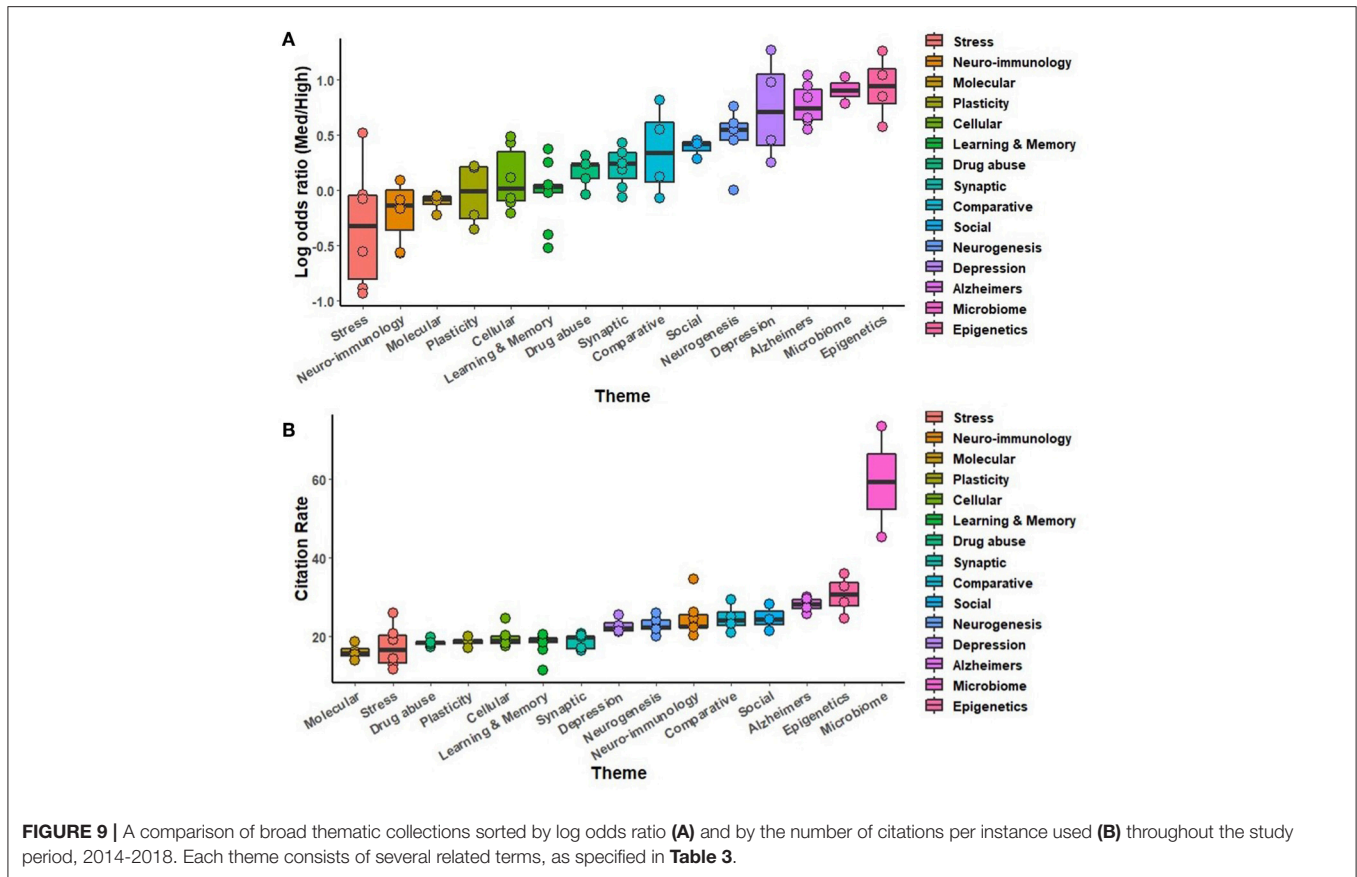 A
Log odds ratio (Med/High)
1.0
0.5
0.0
-0.5
-1.0
Stress
Neuro-immunology
Molecular
Plasticity
Cellular
Learning & Memory
Drug abuse
Synaptic
Comparative
Social
Neurogenesis
Depression
Alzheimers
Microbiome
Epigenetics
Theme
Stress
Neuro-immunology
Molecular
Plasticity
Cellular
Learning & Memory
Drug abuse
Synaptic
Comparative
Social
Neurogenesis
Depression
Alzheimers
Microbiome
Epigenetics
B
Citation Rate
60
40
20
Molecular
Stress
Drug abuse
Plasticity
Cellular
Learning & Memory
Synaptic
Depression
Neurogenesis
Neuro-immunology
Comparative
Social
Alzheimers
Epigenetics
Microbiome
Theme
Stress
Neuro-immunology
Molecular
Plasticity
Cellular
Learning & Memory
Drug abuse
Synaptic
Comparative
Social
Neurogenesis
Depression
Alzheimers
Microbiome
Epigenetics
FIGURE 9 | A comparison of broad thematic collections sorted by log odds ratio (A) and by the number of citations per instance used (B) throughout the study
period, 2014-2018. Each theme consists of several related terms, as specified in Table 3.